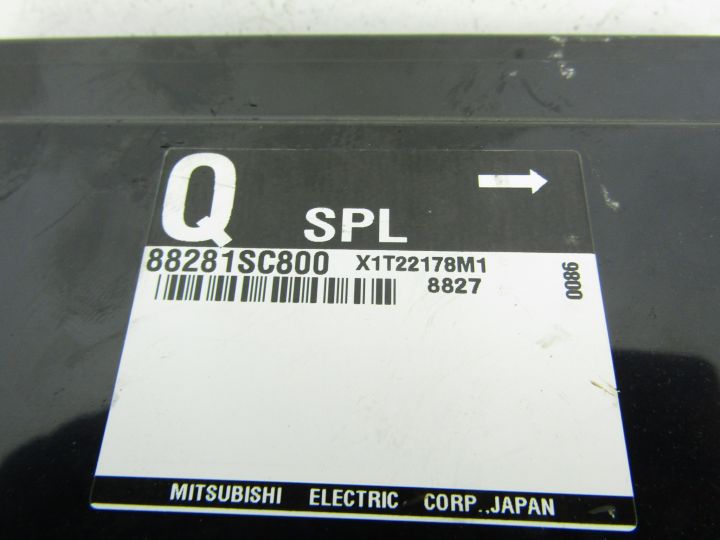 Q SPL
88281SC800 X1T22178M1
8827
0086
MITSUBISHI ELECTRIC CORP.,JAPAN